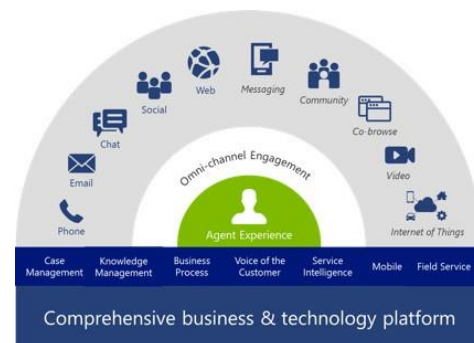 Phone
Email
Chat
Social
Web
Messaging
Community
Co-browse
Video
Internet of Things
Omni-channel Engagement
Agent Experience
Case Management
Knowledge Management
Business Process
Voice of the Customer
Service Intelligence
Mobile
Field Service
Comprehensive business & technology platform